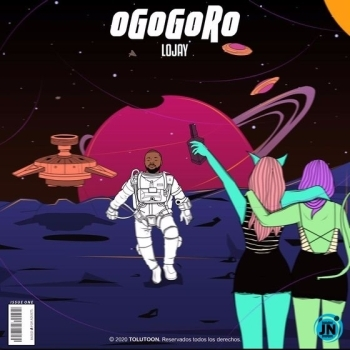 OGOGORO
LOJAY
ISSUE ONE
© 2020 TOLUTOON. Reservados todos los derechos.
JN